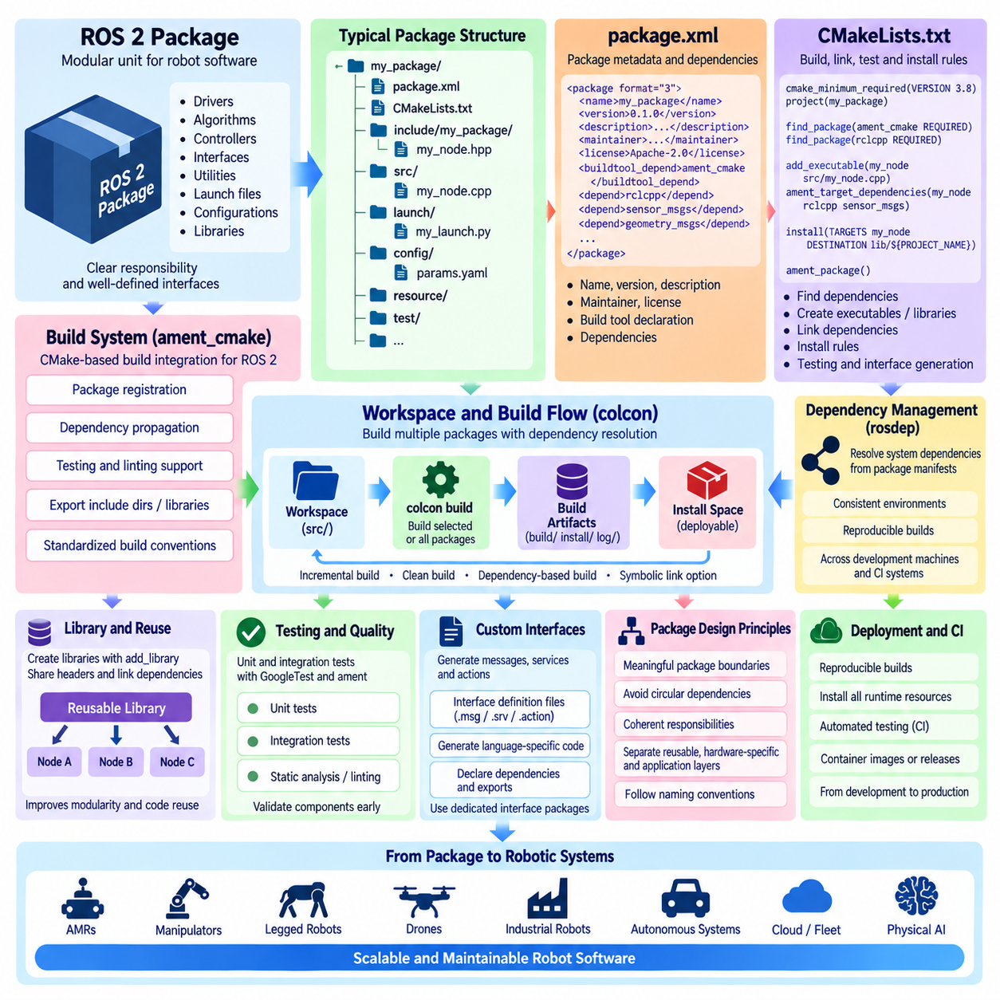 ROS 2 Package
Modular unit for robot software
ROS 2
Package
• Drivers
• Algorithms
• Controllers
• Interfaces
• Utilities
• Launch files
• Configurations
• Libraries
Clear responsibility
and well-defined interfaces
Typical Package Structure
my_package/
package.xml
CMakeLists.txt
include/my_package/
my_node.hpp
src/
my_node.cpp
launch/
my_launch.py
config/
params.yaml
resource/
test/
...
package.xml
Package metadata and dependencies
<package format="3">
<name>my_package</name>
<version>0.1.0</version>
<description>...</description>
<maintainer>...</maintainer>
<license>Apache-2.0</license>
<buildtool_depend>ament_cmake
</buildtool_depend>
<depend>rclcpp</depend>
<depend>sensor_msgs</depend>
<depend>geometry_msgs</depend>
...
</package>
• Name, version, description
• Maintainer, license
• Build tool declaration
• Dependencies
CMakeLists.txt
Build, link, test and install rules
cmake_minimum_required(VERSION 3.8)
project(my_package)
find_package(ament_cmake REQUIRED)
find_package(rclcpp REQUIRED)
add_executable(my_node
src/my_node.cpp)
ament_target_dependencies(my_node
rclcpp sensor_msgs)
install(TARGETS my_node
DESTINATION lib/${PROJECT_NAME})
ament_package()
• Find dependencies
• Create executables / libraries
• Link dependencies
• Install rules
• Testing and interface generation
Build System (ament_cmake)
CMake-based build integration for ROS 2
Package registration
Dependency propagation
Testing and linting support
Export include dirs / libraries
Standardized build conventions
Workspace and Build Flow (colcon)
Build multiple packages with dependency resolution
Workspace
(src/)
colcon build
Build selected
or all packages
Build
Artifacts
(build/ install/ log/)
Install Space
(deployable)
Incremental build • Clean build • Dependency-based build • Symbolic link option
Dependency Management
(rosdep)
Resolve system dependencies
from package manifests
Consistent environments
Reproducible builds
Across development machines
and CI systems
Library and Reuse
Create libraries with add_library
Share headers and link dependencies
Reusable Library
Node A
Node B
Node C
Improves modularity and code reuse
Testing and Quality
Unit and integration tests
with GoogleTest and ament
Unit tests
Integration tests
Static analysis / linting
Validate components early
Custom Interfaces
Generate messages, services
and actions
Interface definition files
(.msg / .srv / .action)
Generate language-specific code
Declare dependencies
and exports
Use dedicated interface packages
Package Design Principles
Meaningful package boundaries
Avoid circular dependencies
Coherent responsibilities
Separate reusable, hardware-specific
and application layers
Follow naming conventions
Deployment and CI
Reproducible builds
Install all runtime resources
Automated testing (CI)
Container images or releases
From development to production
From Package to Robotic Systems
AMRs
Manipulators
Legged Robots
Drones
Industrial Robots
Autonomous Systems
Cloud / Fleet
Physical AI
Scalable and Maintainable Robot Software